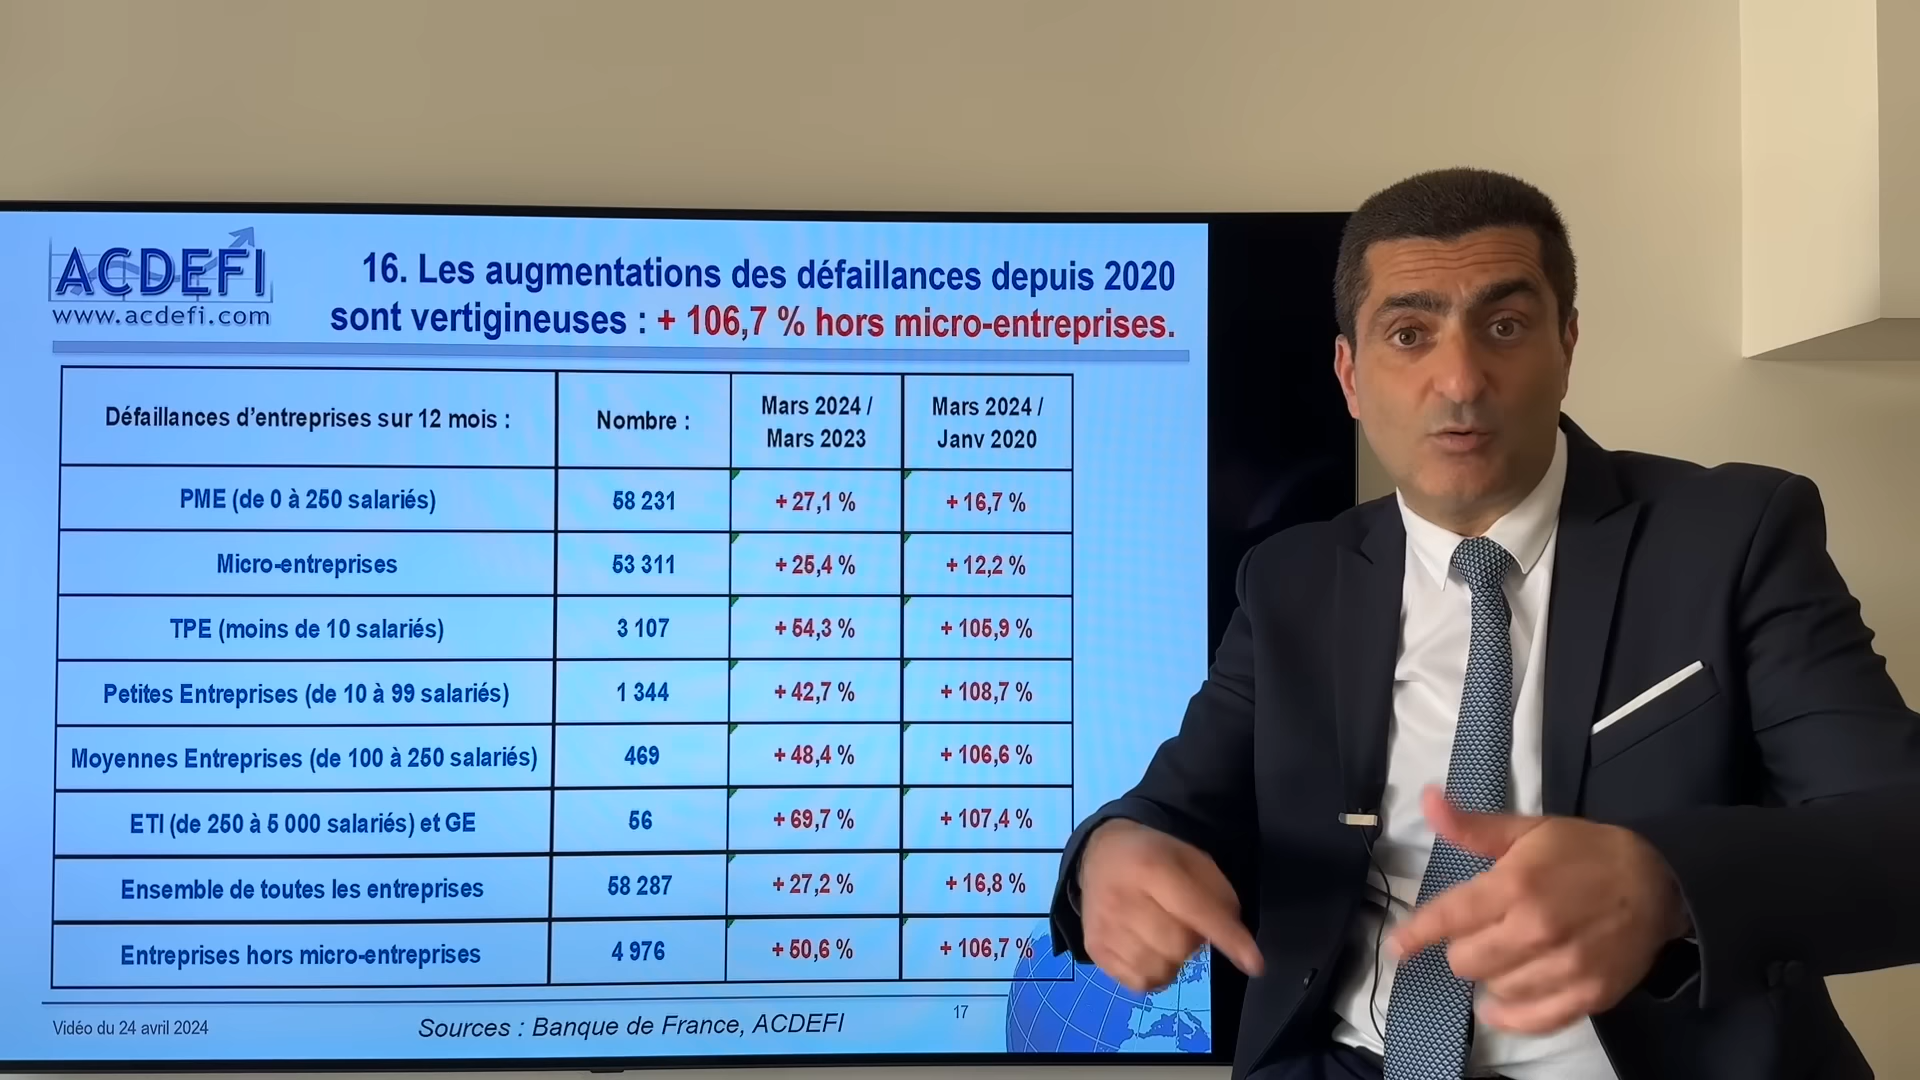 ACDEFI
www.acdefi.com
16. Les augmentations des défaillances depuis 2020
sont vertigineuses : + 106,7 % hors micro-entreprises.
Défaillances d'entreprises sur 12 mois :
Nombre :
Mars 2024 /
Mars 2023
Mars 2024 /
Janv 2020
PME (de 0 à 250 salariés) 58 231 + 27,1 % + 16,7 %
Micro-entreprises 53 311 + 25,4 % + 12,2 %
TPE (moins de 10 salariés) 3 107 + 54,3 % + 105,9 %
Petites Entreprises (de 10 à 99 salariés) 1 344 + 42,7 % + 108,7 %
Moyennes Entreprises (de 100 à 250 salariés) 469 + 48,4 % + 106,6 %
ETI (de 250 à 5 000 salariés) et GE 56 + 69,7 % + 107,4 %
Ensemble de toutes les entreprises 58 287 + 27,2 % + 16,8 %
Entreprises hors micro-entreprises 4 976 + 50,6 % + 106,7 %
Vidéo du 24 avril 2024
Sources : Banque de France, ACDEFI
17